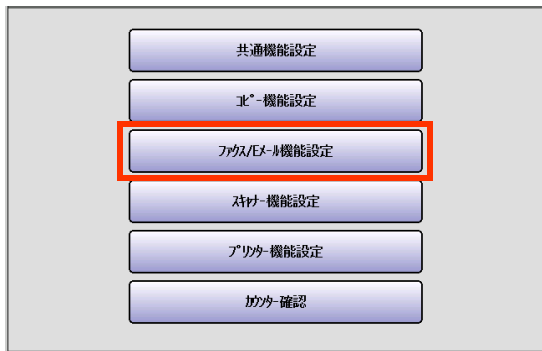 共通機能設定
ｺﾋﾟｰ機能設定
ﾌｧｸｽ/Eﾒｰﾙ機能設定
ｽｷｬﾅｰ機能設定
ﾌﾟﾘﾝﾀｰ機能設定
ｶｳﾝﾀｰ確認